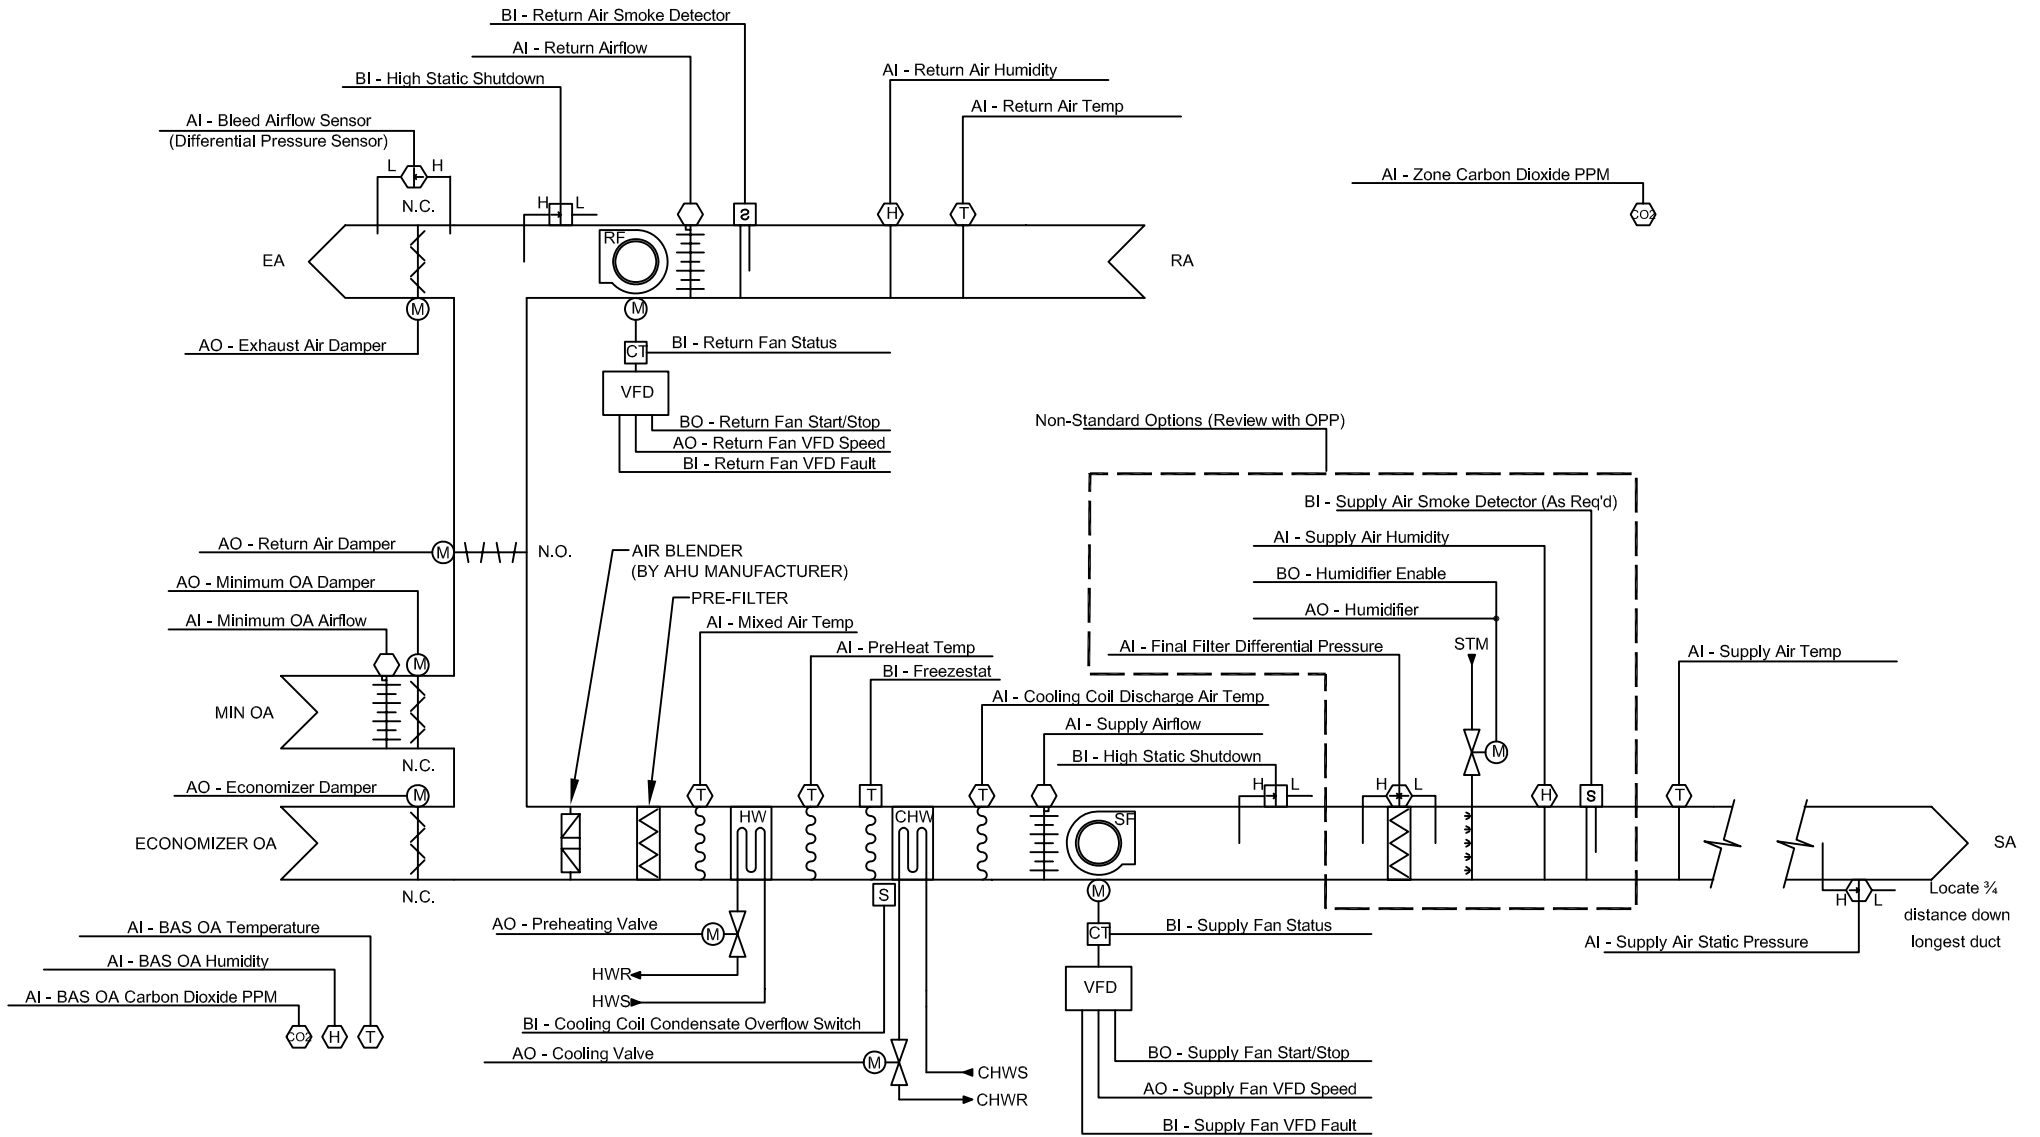 BI - Return Air Smoke Detector
AI - Return Airflow
BI - High Static Shutdown
AI - Return Air Humidity
AI - Return Air Temp
AI - Bleed Airflow Sensor
(Differential Pressure Sensor)
L
H
N.C.
AI - Zone Carbon Dioxide PPM
CO2
H
L
S
H
T
RF
EA
RA
M
M
AO - Exhaust Air Damper
CT
BI - Return Fan Status
VFD
BO - Return Fan Start/Stop
AO - Return Fan VFD Speed
BI - Return Fan VFD Fault
Non-Standard Options (Review with OPP)
BI - Supply Air Smoke Detector (As Req'd)
AI - Supply Air Humidity
BO - Humidifier Enable
AO - Humidifier
AO - Return Air Damper
M
N.O.
AIR BLENDER
(BY AHU MANUFACTURER)
AO - Minimum OA Damper
PRE-FILTER
AI - Minimum OA Airflow
AI - Mixed Air Temp
AI - PreHeat Temp
BI - Freezestat
AI - Final Filter Differential Pressure
STM
AI - Supply Air Temp
M
AI - Cooling Coil Discharge Air Temp
MIN OA
AI - Supply Airflow
M
BI - High Static Shutdown
N.C.
AO - Economizer Damper
M
T
T
T
T
H
L
H
L
H
S
T
HW
CHW
SF
ECONOMIZER OA
SA
N.C.
S
M
H
L
Locate ¾
distance down
longest duct
AI - BAS OA Temperature
AO - Preheating Valve
M
CT
BI - Supply Fan Status
AI - Supply Air Static Pressure
AI - BAS OA Humidity
HWR
AI - BAS OA Carbon Dioxide PPM
HWS
VFD
CO2
H
T
BI - Cooling Coil Condensate Overflow Switch
AO - Cooling Valve
M
BO - Supply Fan Start/Stop
CHWS
AO - Supply Fan VFD Speed
CHWR
BI - Supply Fan VFD Fault